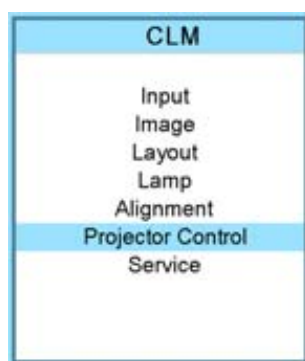 CLM
Input
Image
Layout
Lamp
Alignment
Projector Control
Service